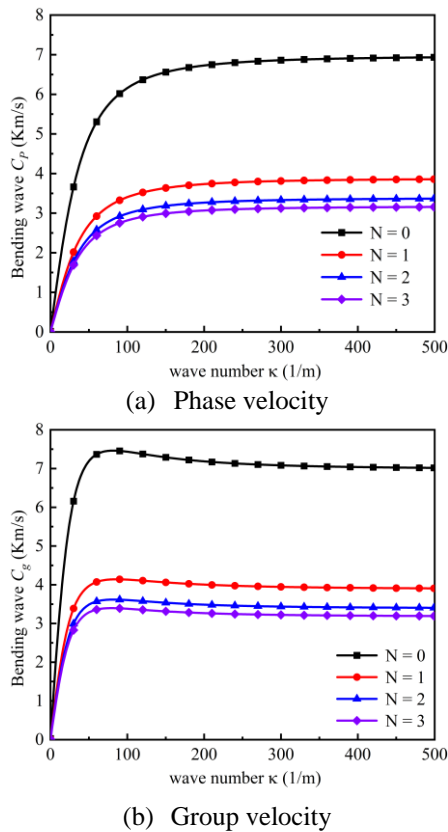 8
7
6
5
4
3
2
1
0
Bending wave C_P (Km/s)
N = 0
N = 1
N = 2
N = 3
0 100 200 300 400 500
wave number κ (1/m)
(a) Phase velocity
8
7
6
5
4
3
2
1
0
Bending wave C_g (Km/s)
N = 0
N = 1
N = 2
N = 3
0 100 200 300 400 500
wave number κ (1/m)
(b) Group velocity